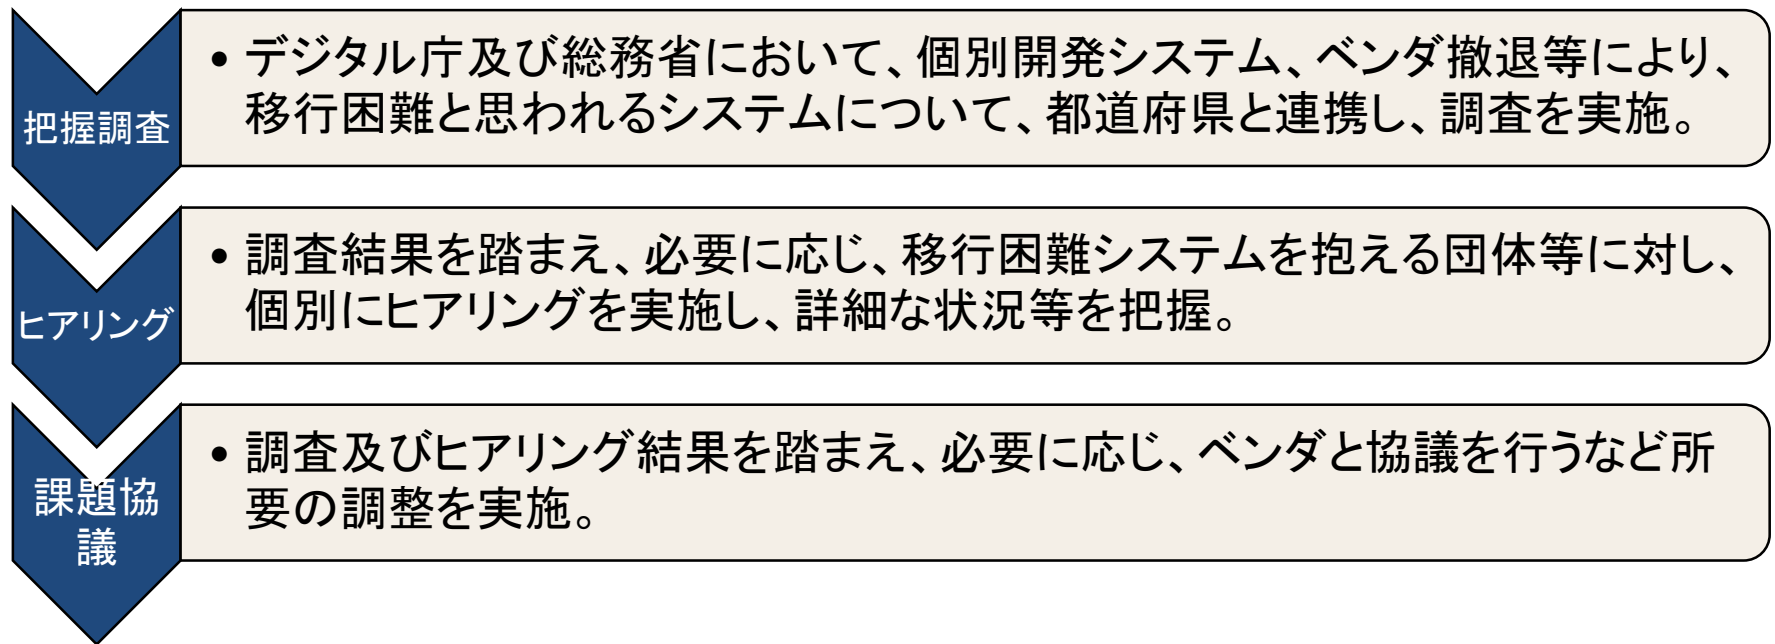 把握調査
• デジタル庁及び総務省において、個別開発システム、ベンダ撤退等により、
移行困難と思われるシステムについて、都道府県と連携し、調査を実施。
ヒアリング
• 調査結果を踏まえ、必要に応じ、移行困難システムを抱える団体等に対し、
個別にヒアリングを実施し、詳細な状況等を把握。
課題協
議
• 調査及びヒアリング結果を踏まえ、必要に応じ、ベンダと協議を行うなど所
要の調整を実施。